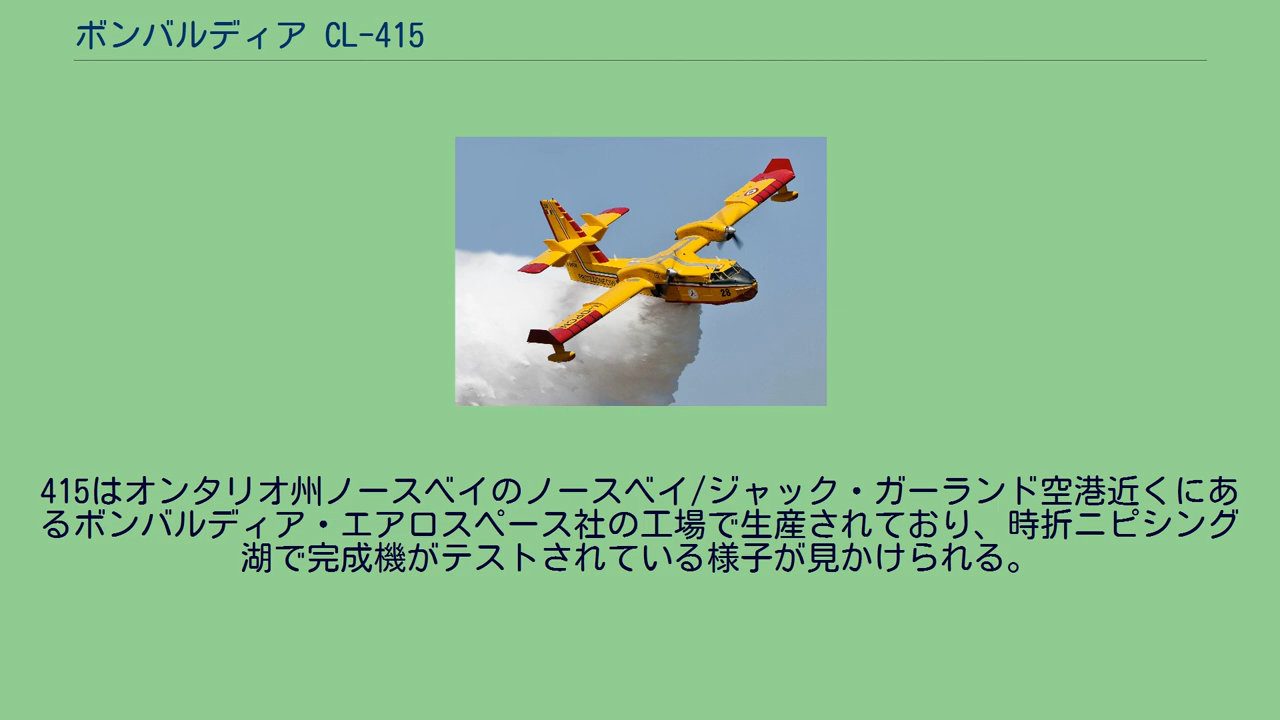 ボンバルディア CL-415
28
415はオンタリオ州ノースベイのノースベイ/ジャック・ガーランド空港近くにあ
るボンバルディア・エアロスペース社の工場で生産されており、時折ニピシング
湖で完成機がテストされている様子が見かけられる。